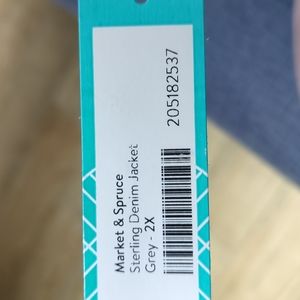 Market & Spruce
Sterling Denim Jacket
Grey - 2X
205182537